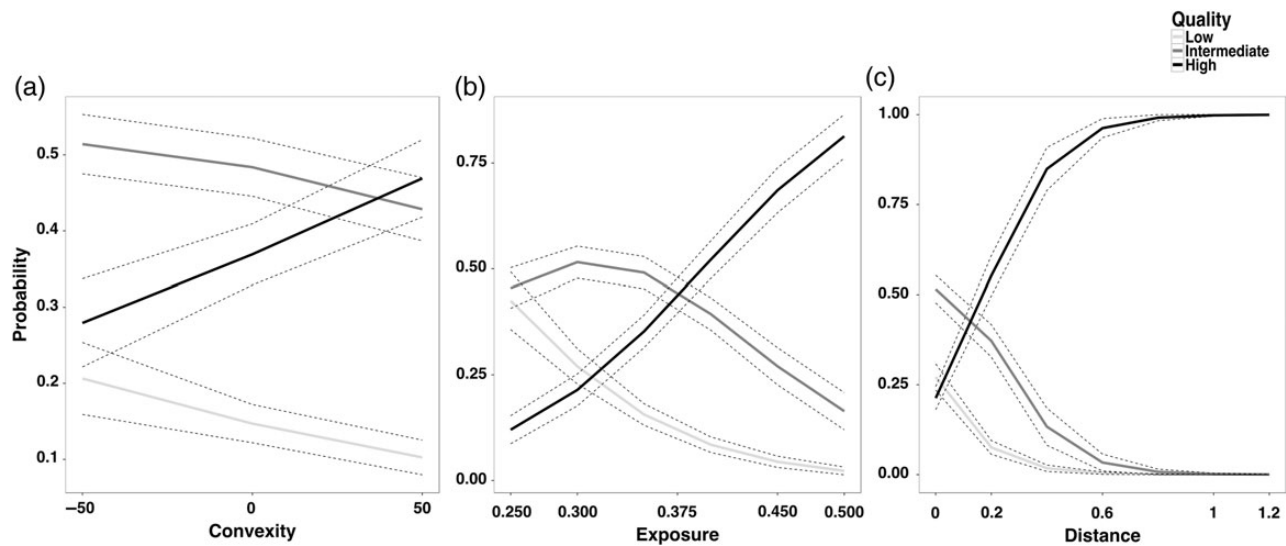 Quality
Low
Intermediate
High
(a)
(b)
(c)
Probability
0.5
0.4
0.3
0.2
0.1
−50
0
50
Convexity
0.75
0.50
0.25
0.00
0.250
0.300
0.375
0.450
0.500
Exposure
1.00
0.75
0.50
0.25
0.00
0
0.2
0.6
1
1.2
Distance